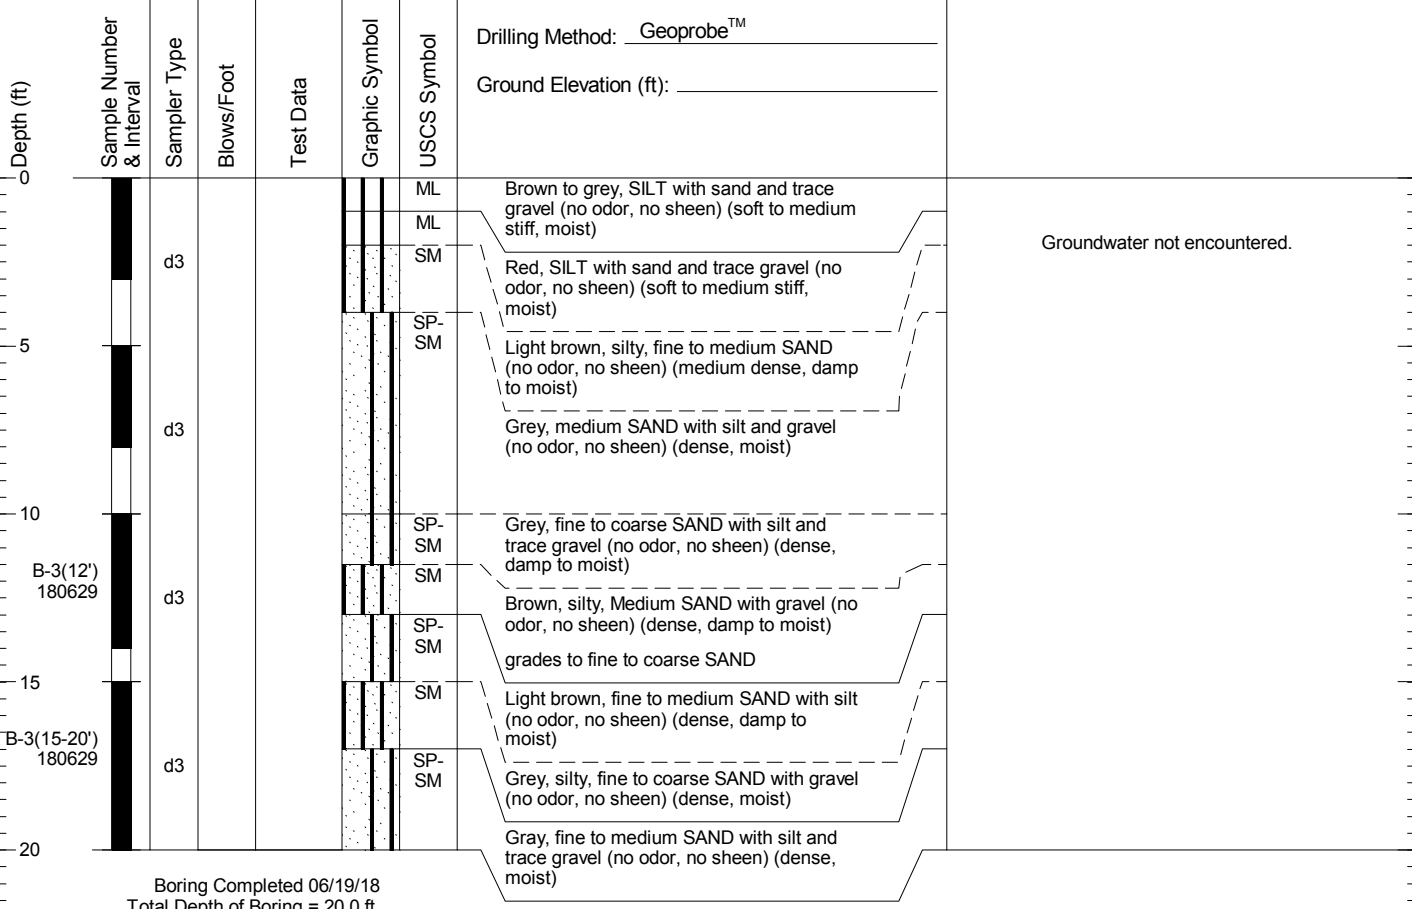 Drilling Method: Geoprobe™
Ground Elevation (ft):
Depth (ft)
Sample Number
& Interval
Sampler Type
Blows/Foot
Test Data
Graphic Symbol
USCS Symbol
0
ML
Brown to grey, SILT with sand and trace
gravel (no odor, no sheen) (soft to medium
stiff, moist)
ML
Groundwater not encountered.
d3
SM
Red, SILT with sand and trace gravel (no
odor, no sheen) (soft to medium stiff,
moist)
SP-
SM
5
Light brown, silty, fine to medium SAND
(no odor, no sheen) (medium dense, damp
to moist)
d3
Grey, medium SAND with silt and gravel
(no odor, no sheen) (dense, moist)
10
SP-
SM
Grey, fine to coarse SAND with silt and
trace gravel (no odor, no sheen) (dense,
damp to moist)
B-3(12')
180629
d3
SM
Brown, silty, Medium SAND with gravel (no
odor, no sheen) (dense, damp to moist)
SP-
SM
grades to fine to coarse SAND
15
SM
Light brown, fine to medium SAND with silt
(no odor, no sheen) (dense, damp to
moist)
B-3(15-20')
180629
d3
SP-
SM
Grey, silty, fine to coarse SAND with gravel
(no odor, no sheen) (dense, moist)
20
Gray, fine to medium SAND with silt and
trace gravel (no odor, no sheen) (dense,
moist)
Boring Completed 06/19/18
Total Depth of Boring = 20.0 ft.